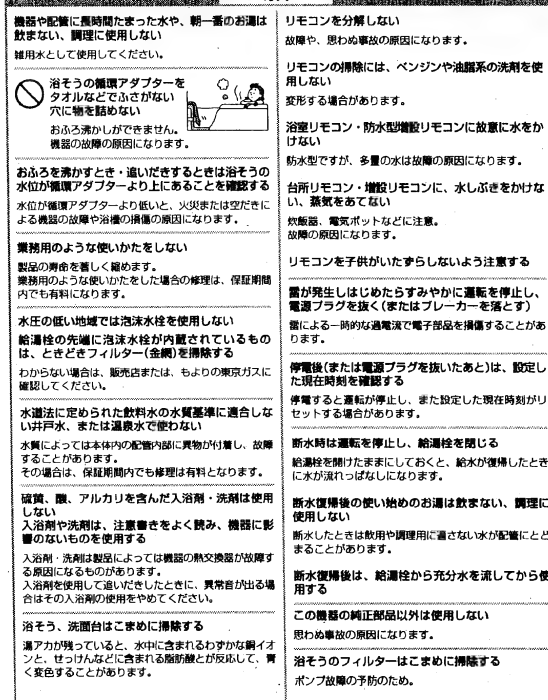 機器や配管に長時間たまった水や、朝一番のお湯は
飲まない、調理に使用しない
雑用水として使用してください。
浴そうの循環アダプターを
タオルなどでふさがない
穴に物を詰めない
おふろ沸かしができません。
機器の故障の原因になります。
おふろを沸かすとき・追いだきするときは浴そうの
水位が循環アダプターより上にあることを確認する
水位が循環アダプターより低いと、火災または空だきに
よる機器の故障や浴槽の損傷の原因になります。
業務用のような使いかたをしない
製品の寿命を著しく縮めます。
業務用のような使いかたをした場合の修理は、保証期間
内でも有料になります。
水圧の低い地域では泡沫水栓を使用しない
給湯栓の先端に泡沫水栓が内蔵されているもの
は、ときどきフィルター(金網)を掃除する
わからない場合は、販売店または、もよりの東京ガスに
確認してください。
水道法に定められた飲料水の水質基準に適合しな
い井戸水、または温泉水で使わない
水質によっては本体内の配管内部に異物が付着し、故障
することがあります。
その場合は、保証期間内でも修理は有料となります。
硫黄、酸、アルカリを含んだ入浴剤・洗剤は使用
しない
入浴剤や洗剤は、注意書きをよく読み、機器に影
響のないものを使用する
入浴剤・洗剤は製品によっては機器の熱交換器が故障す
る原因になるものがあります。
入浴剤を使用して追いだきしたときに、異常音が出る場
合はその入浴剤の使用をやめてください。
浴そう、洗面台はこまめに掃除する
湯アカが残っていると、水中に含まれるわずかな銅イオ
ンと、せっけんなどに含まれる脂肪酸とが反応して、青
く変色することがあります。
リモコンを分解しない
故障や、思わぬ事故の原因になります。
リモコンの掃除には、ベンジンや油脂系の洗剤を使
用しない
変形する場合があります。
浴室リモコン・防水型増設リモコンに故意に水をか
けない
防水型ですが、多量の水は故障の原因になります。
台所リモコン・増設リモコンに、水しぶきをかけな
い、蒸気をあてない
炊飯器、電気ポットなどに注意。
故障の原因になります。
リモコンを子供がいたずらしないよう注意する
雷が発生しはじめたらすみやかに運転を停止し、
電源プラグを抜く(またはブレーカーを落とす)
雷による一時的な過電流で電子部品を損傷することがあ
ります。
停電後(または電源プラグを抜いたあと)は、設定し
た現在時刻を確認する
停電すると運転が停止し、また設定した現在時刻がリ
セットする場合があります。
断水時は運転を停止し、給湯栓を閉じる
給湯栓を開けたままにしておくと、給水が復帰したとき
に水が流れっぱなしになります。
断水復帰後の使い始めのお湯は飲まない、調理に
使用しない
断水したときは飲用や調理用に適さない水が配管にとど
まることがあります。
断水復帰後は、給湯栓から充分水を流してから使
用する
この機器の純正部品以外は使用しない
思わぬ事故の原因になります。
浴そうのフィルターはこまめに掃除する
ポンプ故障の予防のため。